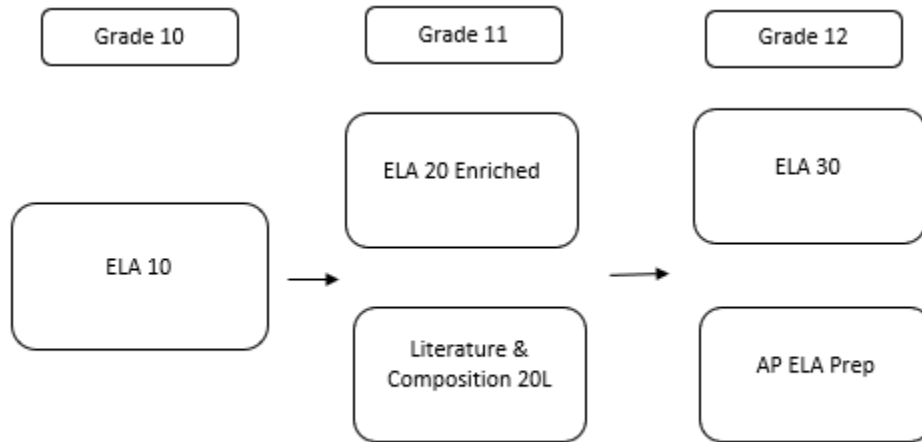 Grade 10
Grade 11
Grade 12
ELA 10
ELA 20 Enriched
Literature &
Composition 20L
ELA 30
AP ELA Prep